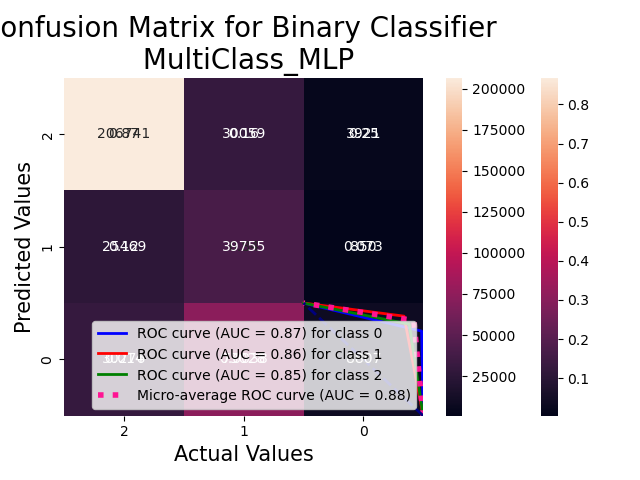 onfusion Matrix for Binary Classifier
MultiClass_MLP
Predicted Values
2
1
0
39755
ROC curve (AUC = 0.87) for class 0
ROC curve (AUC = 0.86) for class 1
ROC curve (AUC = 0.85) for class 2
Micro-average ROC curve (AUC = 0.88)
2 1 0
Actual Values
200000
175000
150000
125000
100000
75000
50000
25000
0.8
0.7
0.6
0.5
0.4
0.3
0.2
0.1